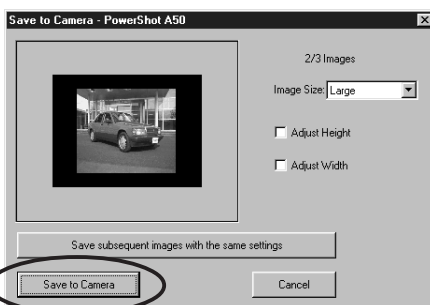 Save to Camera - PowerShot A50
2/3 Images
Image Size: Large
Adjust Height
Adjust Width
Save subsequent images with the same settings
Save to Camera
Cancel